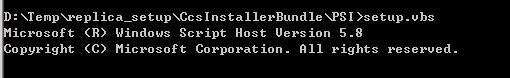 D:\Temp\replica_setup\CcsInstallerBundle\PSI>setup.vbs
Microsoft (R) Windows Script Host Version 5.8
Copyright (C) Microsoft Corporation. All rights reserved.